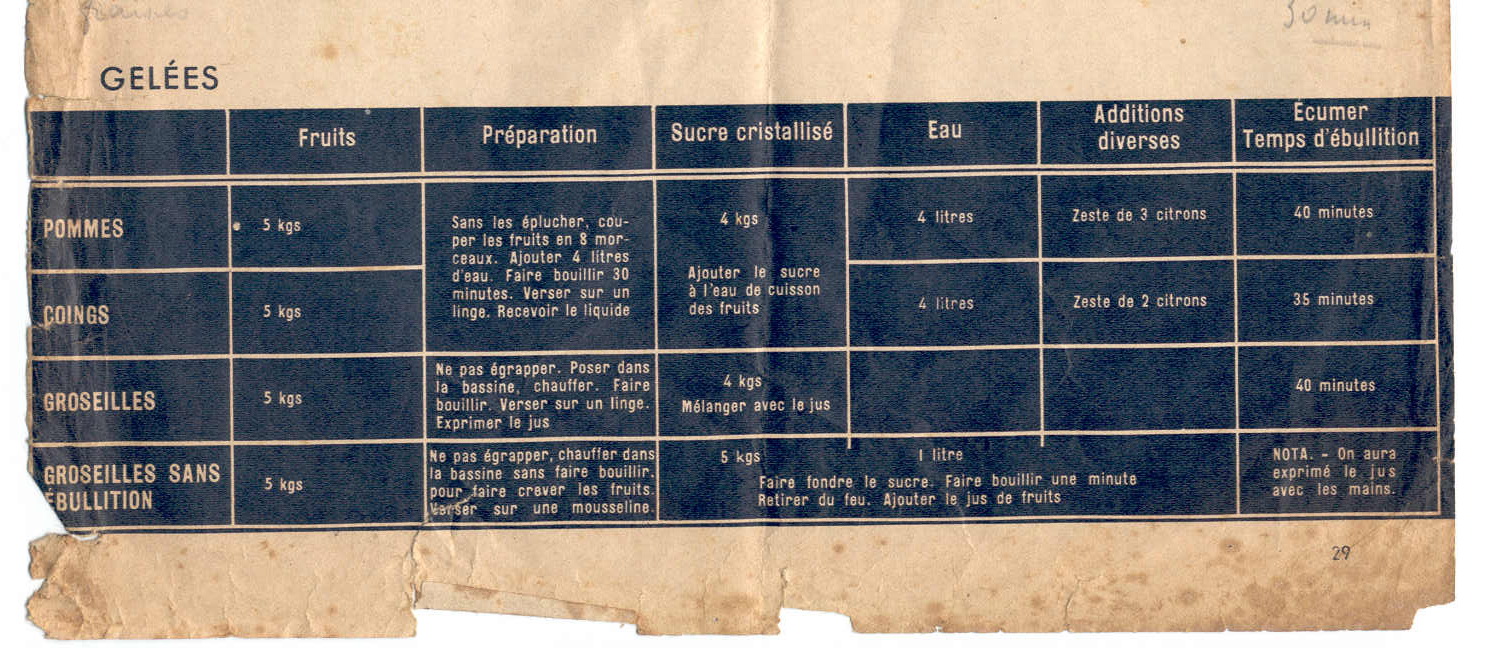 30 min
GELÉES
Fruits
Préparation
Sucre cristallisé
Eau
Additions
diverses
Écumer
Temps d'ébullition
POMMES
5 kgs
Sans les éplucher, cou-
per les fruits en 8 mor-
ceaux. Ajouter 4 litres
d'eau. Faire bouillir 30
minutes. Verser sur un
linge. Recevoir le liquide
4 kgs
Ajouter le sucre
à l'eau de cuisson
des fruits
4 litres
Zeste de 3 citrons
40 minutes
COINGS
5 kgs
4 litres
Zeste de 2 citrons
35 minutes
GROSEILLES
5 kgs
Ne pas égrapper. Poser dans
la bassine, chauffer. Faire
bouillir. Verser sur un linge.
Exprimer le jus
4 kgs
Mélanger avec le jus
40 minutes
GROSEILLES SANS
ÉBULLITION
5 kgs
Ne pas égrapper, chauffer dans
la bassine sans faire bouillir,
pour faire crever les fruits.
Verser sur une mousseline.
5 kgs
1 litre
Faire fondre le sucre. Faire bouillir une minute
Retirer du feu. Ajouter le jus de fruits
NOTA. - On aura
exprimé le jus
avec les mains.
29